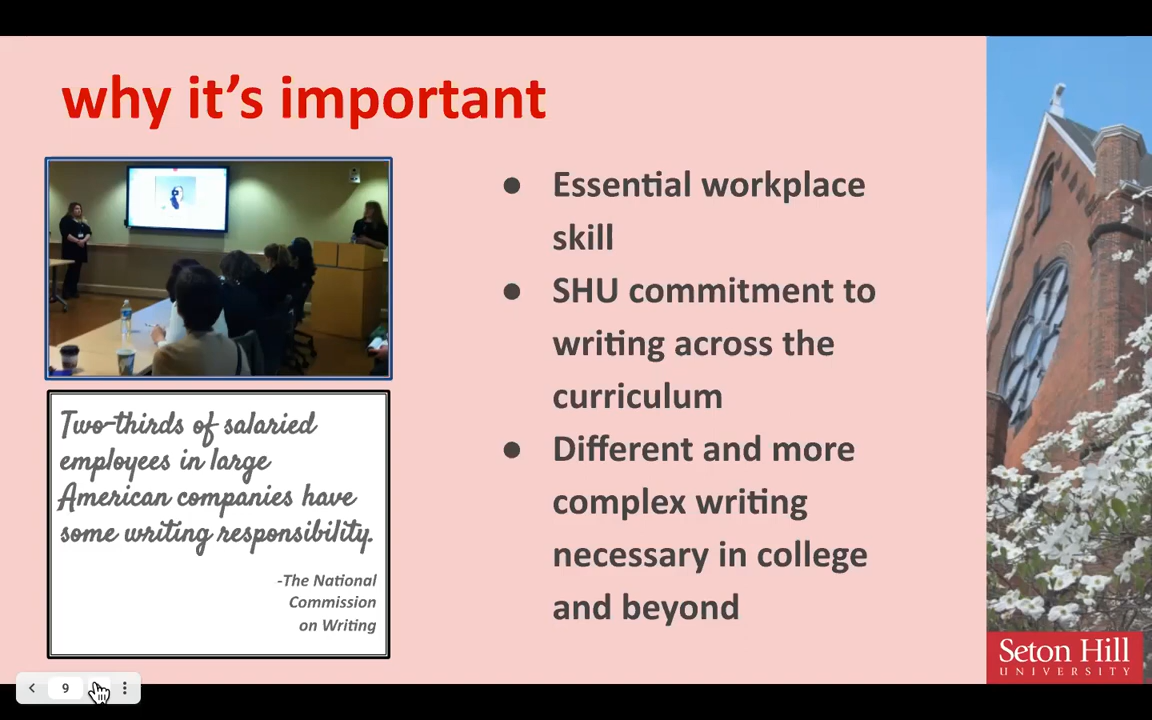 why it's important
● Essential workplace
skill
● SHU commitment to
writing across the
curriculum
● Different and more
complex writing
necessary in college
and beyond
Two-thirds of salaried
employees in large
American companies have
some writing responsibility.
-The National
Commission
on Writing
Seton Hill
UNIVERSITY
9